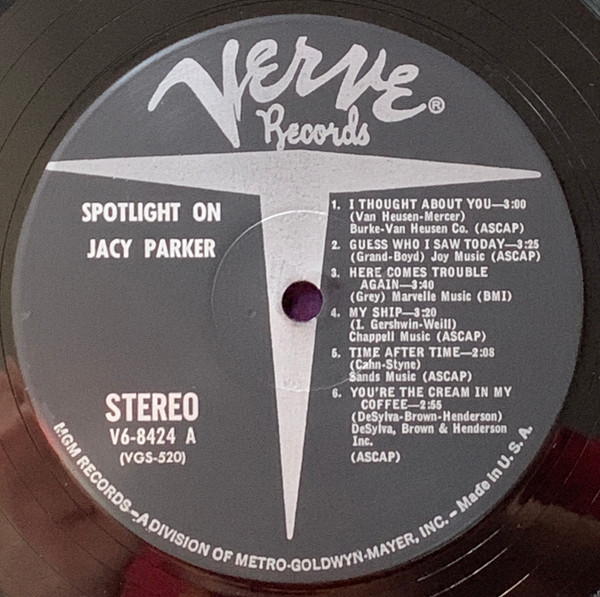 Verve®
Records
SPOTLIGHT ON
JACY PARKER
STEREO
V6-8424 A
(VGS-520)
1. I THOUGHT ABOUT YOU—3:00
(Van Heusen-Mercer)
Burke-Van Heusen Co. (ASCAP)
2. GUESS WHO I SAW TODAY—3:25
(Grand-Boyd) Joy Music (ASCAP)
3. HERE COMES TROUBLE
AGAIN—3:40
(Grey) Marvelle Music (BMI)
4. MY SHIP—3:20
(I. Gershwin-Weill)
Chappell Music (ASCAP)
5. TIME AFTER TIME—2:08
(Cahn-Styne)
Sands Music (ASCAP)
6. YOU'RE THE CREAM IN MY
COFFEE—2:55
(DeSylva-Brown-Henderson)
DeSylva, Brown & Henderson
Inc.
(ASCAP)
MGM RECORDS–A DIVISION OF METRO-GOLDWYN-MAYER, INC. – Made in U. S. A.